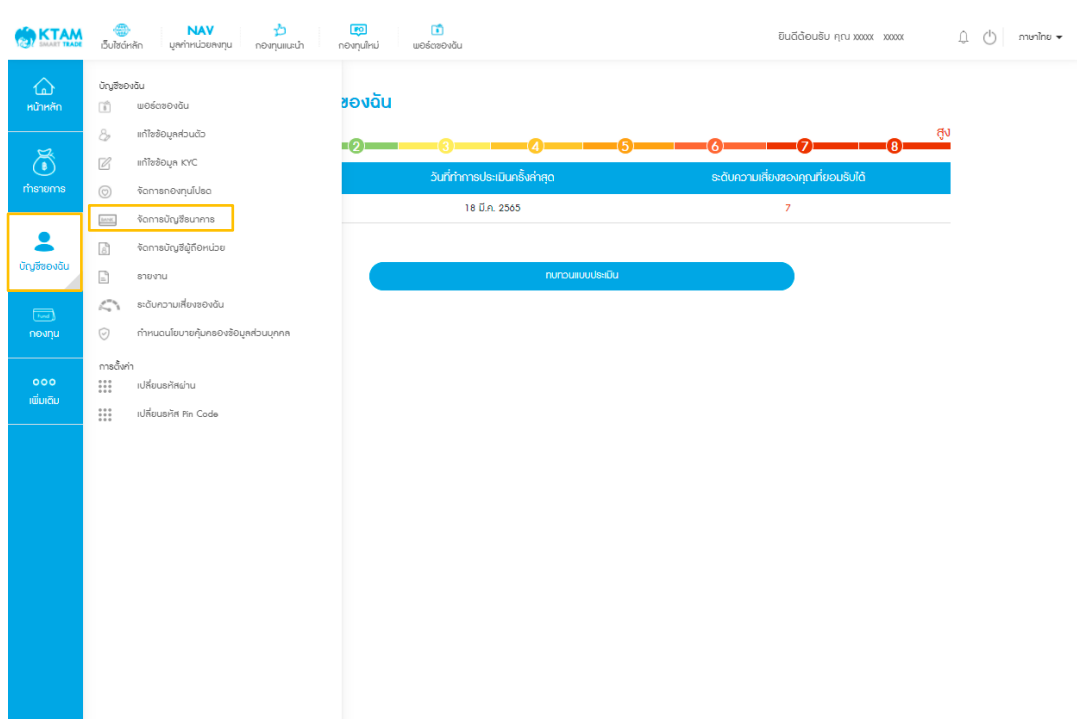 KTAM
SMART TRADE
เว็บไซต์หลัก
NAV
มูลค่าหน่วยลงทุน
กองทุนแนะนำ
IPO
กองทุนใหม่
พอร์ตของฉัน
ยินดีต้อนรับ คุณ xxxxx xxxxx
ภาษาไทย
หน้าหลัก
ทำรายการ
บัญชีของฉัน
Fund
กองทุน
เพิ่มเติม
บัญชีของฉัน
พอร์ตของฉัน
แก้ไขข้อมูลส่วนตัว
แก้ไขข้อมูล KYC
จัดการกองทุนโปรด
จัดการบัญชีธนาคาร
จัดการบัญชีผู้ถือหน่วย
รายงาน
ระดับความเสี่ยงของฉัน
กำหนดนโยบายคุ้มครองข้อมูลส่วนบุคคล
การตั้งค่า
เปลี่ยนรหัสผ่าน
เปลี่ยนรหัส Pin Code
ของฉัน
สูง
2 3 4 5 6 7 8
วันที่ทำการประเมินครั้งล่าสุด ระดับความเสี่ยงของคุณที่ยอมรับได้
18 มี.ค. 2565 7
ทบทวนแบบประเมิน